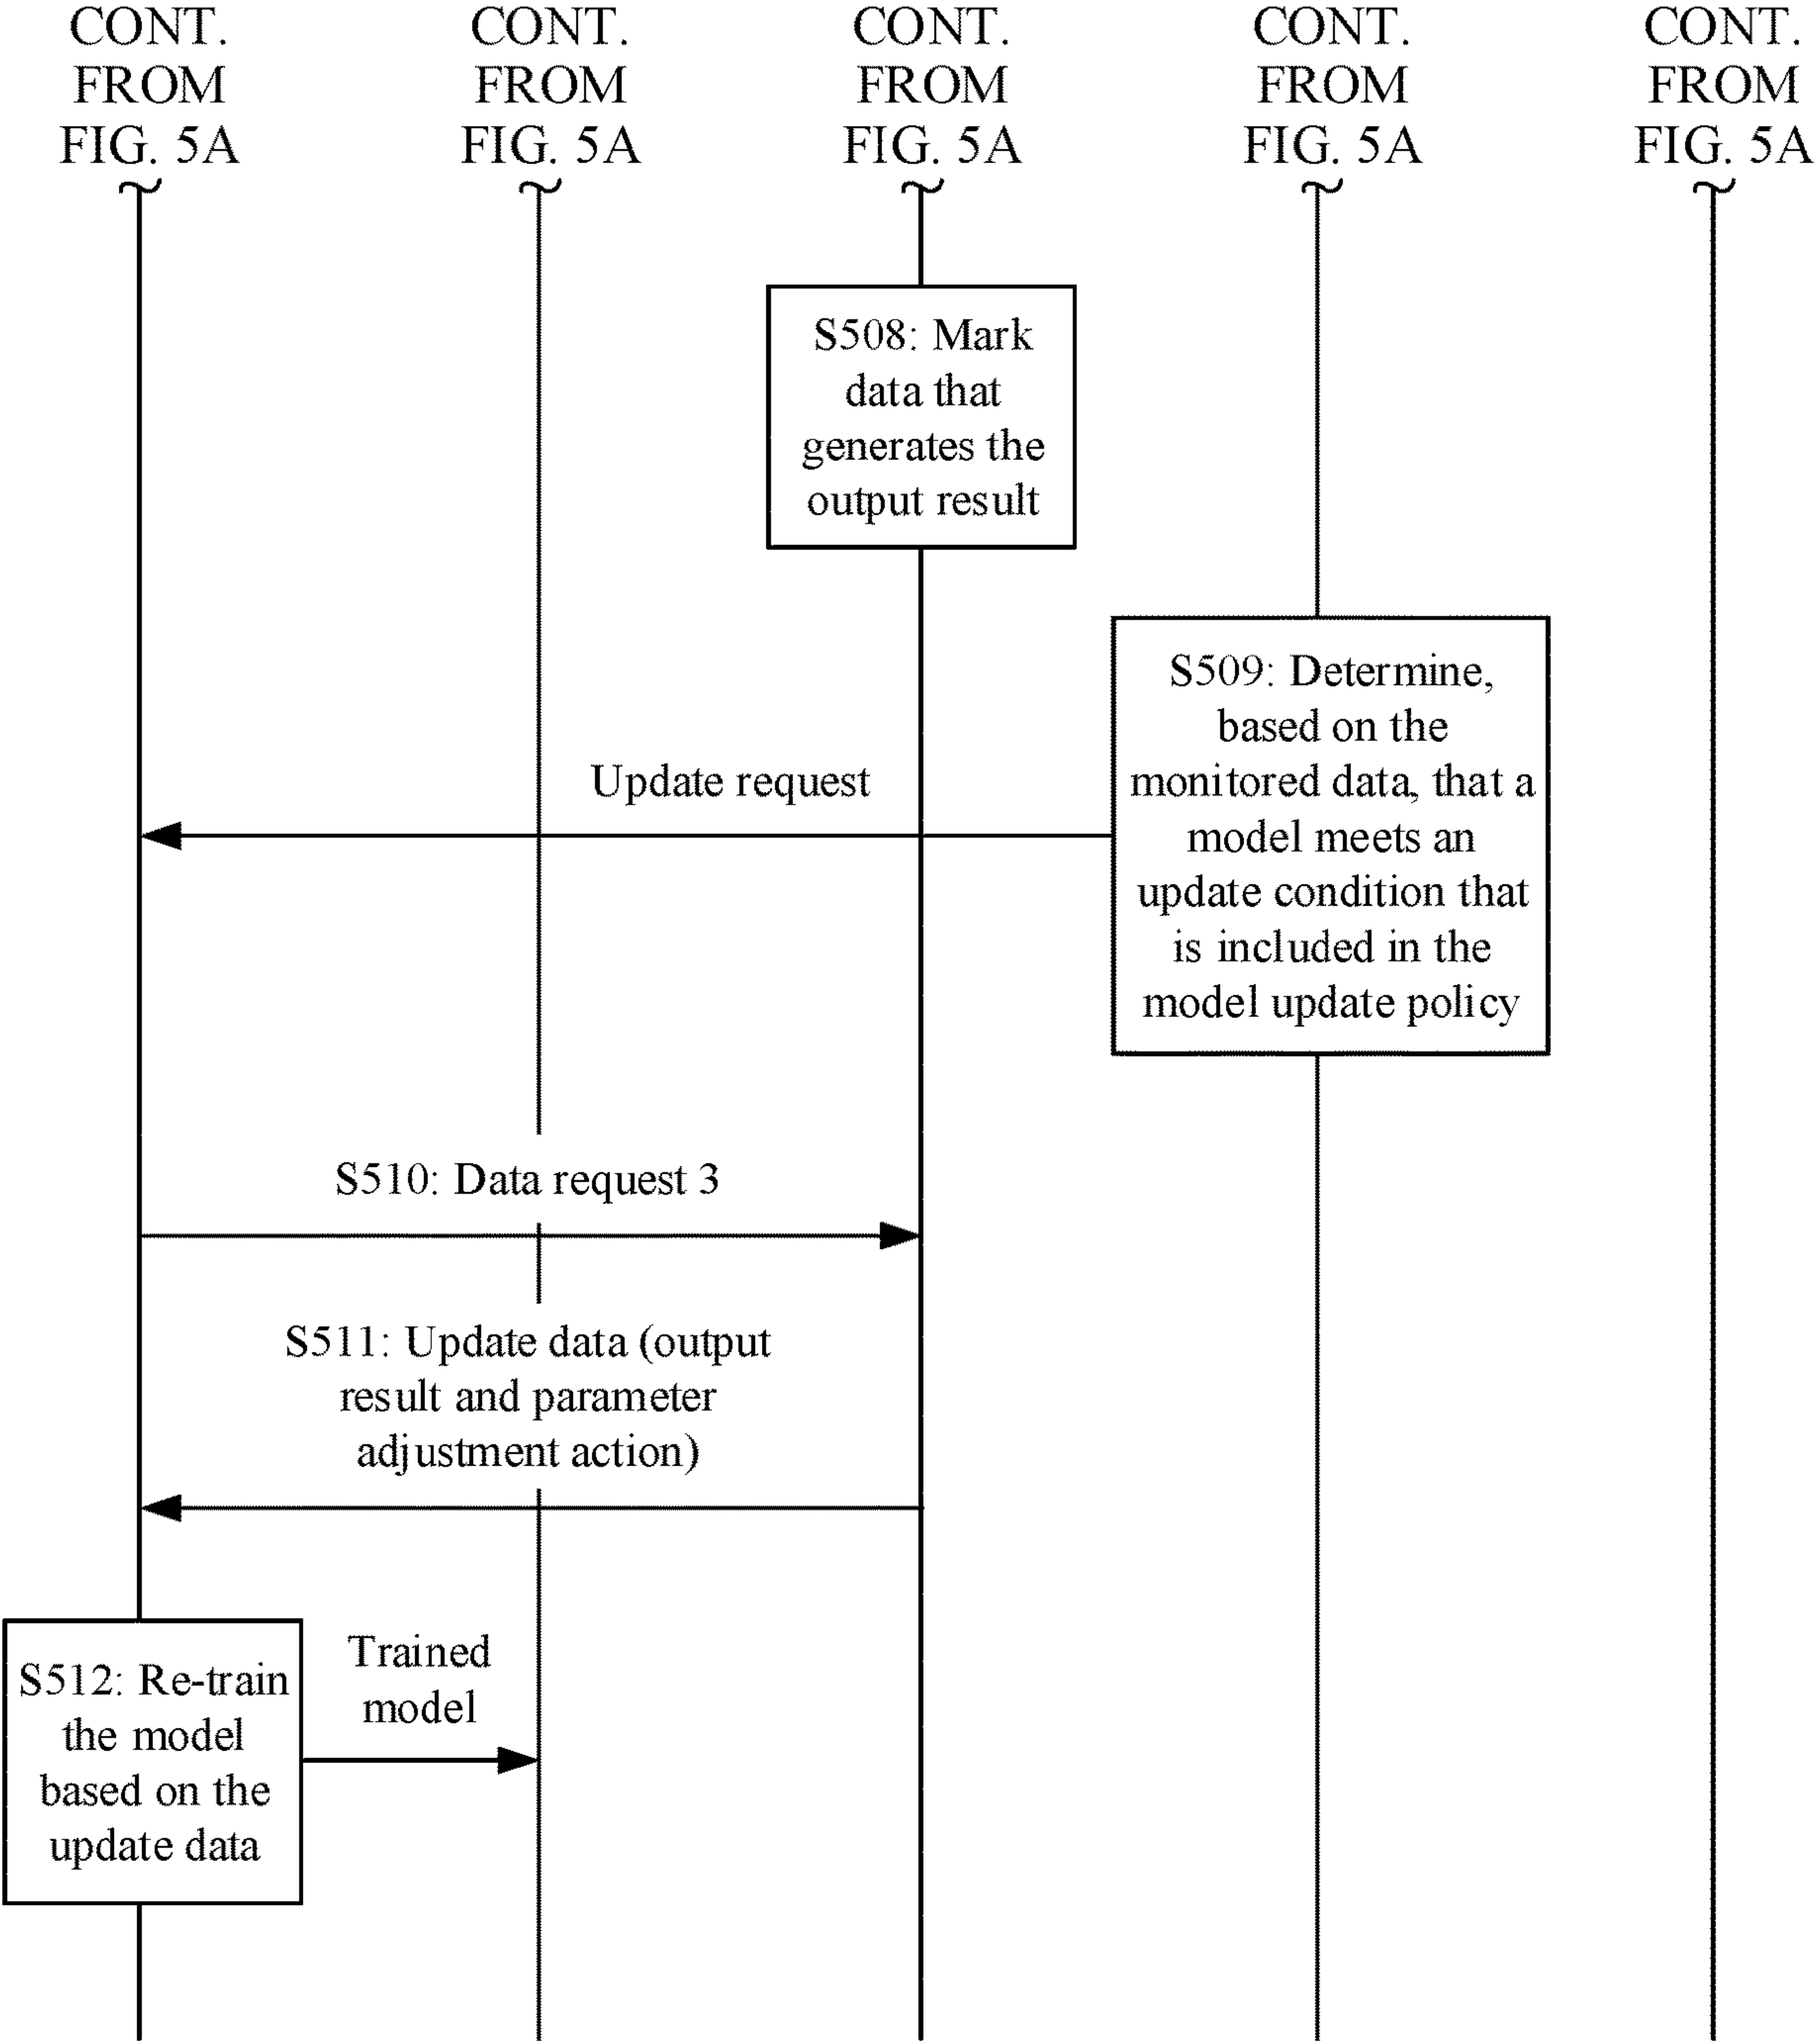 CONT.
FROM
FIG. 5A
CONT.
FROM
FIG. 5A
CONT.
FROM
FIG. 5A
CONT.
FROM
FIG. 5A
CONT.
FROM
FIG. 5A
S508: Mark
data that
generates the
output result
S509: Determine,
based on the
monitored data, that a
model meets an
update condition that
is included in the
model update policy
Update request
S510: Data request 3
S511: Update data (output
result and parameter
adjustment action)
S512: Re-train
the model
based on the
update data
Trained
model